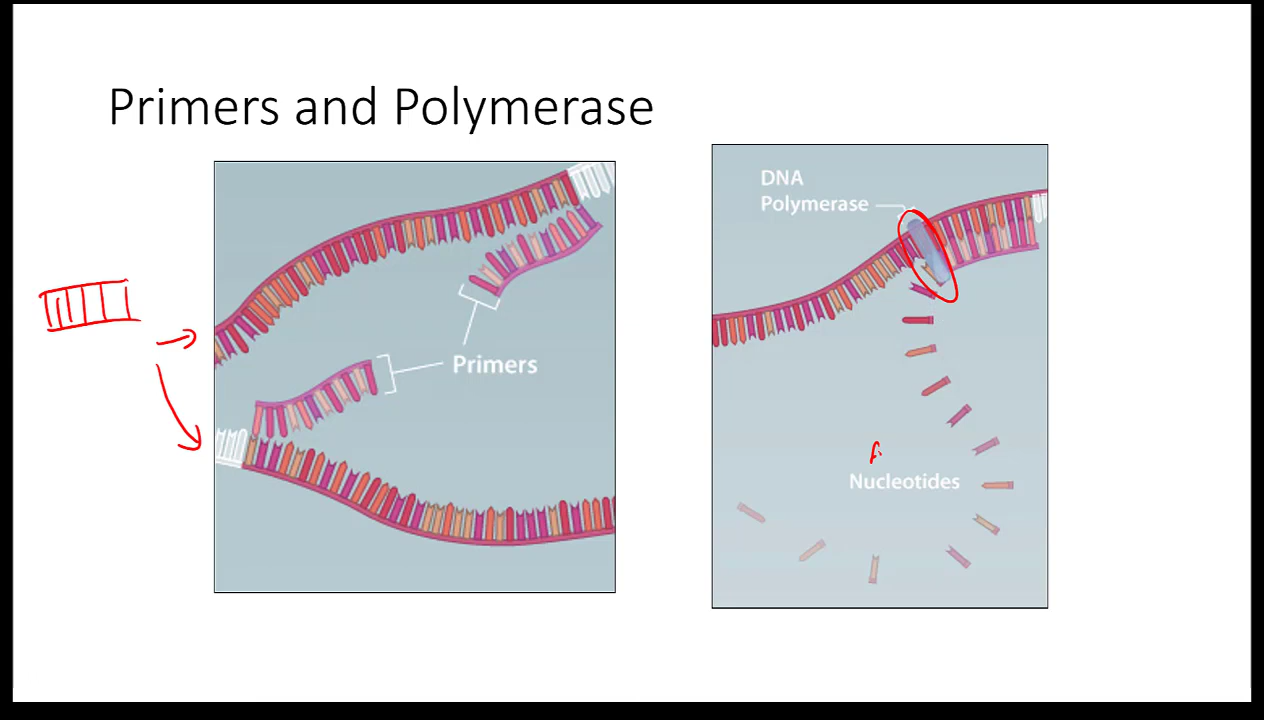 Primers and Polymerase
DNA
Polymerase
Primers
Nucleotides